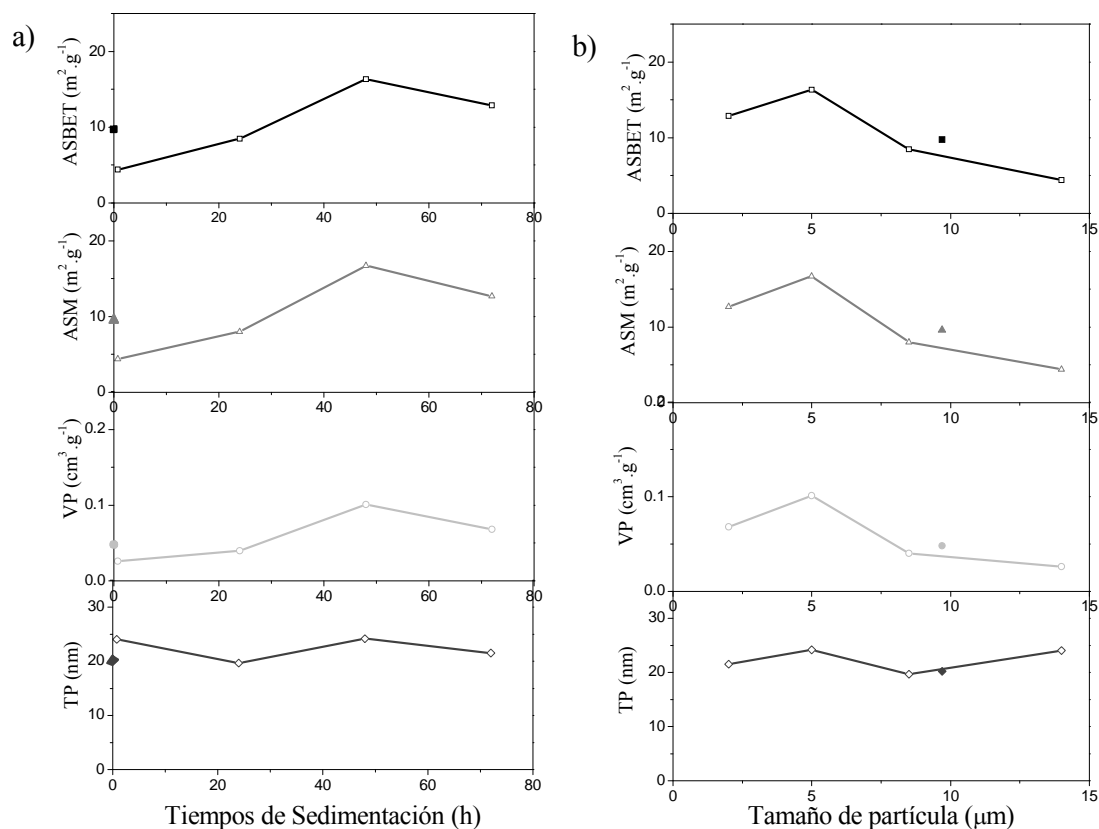 a)
ASBET (m².g⁻¹)
20
10
0
0 20 40 60 80
ASM (m².g⁻¹)
20
10
0
0 20 40 60 80
VP (cm³.g⁻¹)
0.2
0.1
0.0
0 20 40 60 80
TP (nm)
30
20
10
0
0 20 40 60 80
Tiempos de Sedimentación (h)
b)
ASBET (m².g⁻¹)
20
10
0
0 5 10 15
ASM (m².g⁻¹)
20
10
0.2
0 5 10 15
VP (cm³.g⁻¹)
0.1
0.0
0 5 10 15
TP (nm)
30
20
10
0
0 5 10 15
Tamaño de partícula (μm)